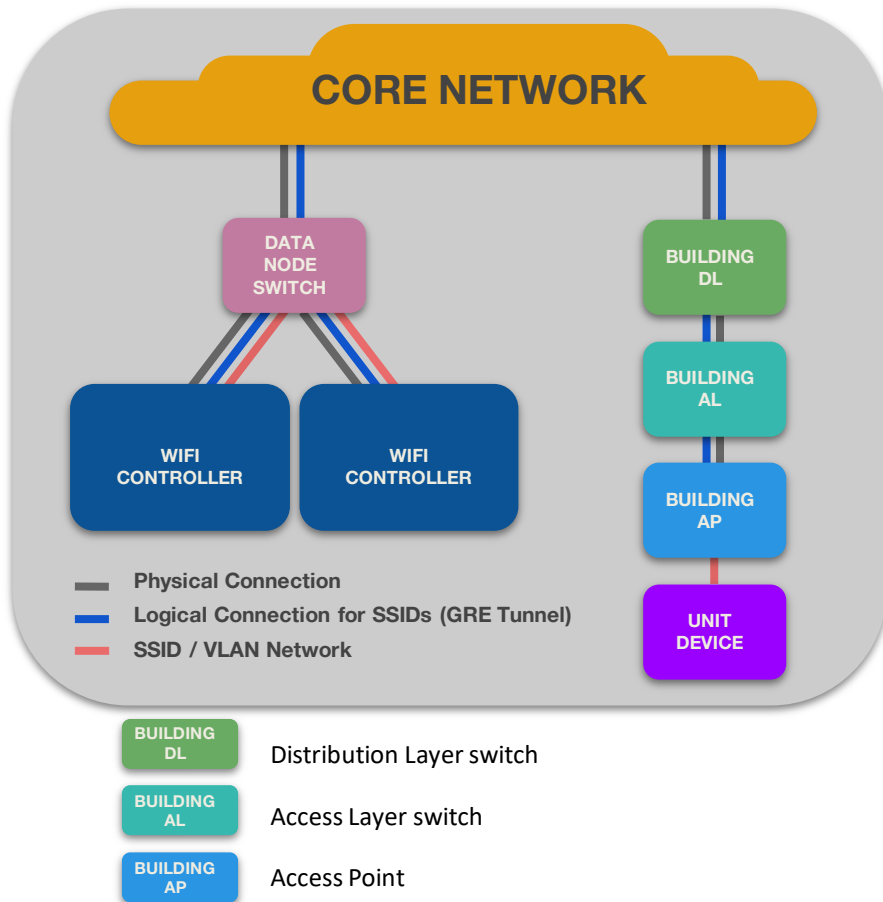 CORE NETWORK
DATA
NODE
SWITCH
BUILDING
DL
BUILDING
AL
WIFI
CONTROLLER
WIFI
CONTROLLER
BUILDING
AP
Physical Connection
Logical Connection for SSIDs (GRE Tunnel)
SSID / VLAN Network
UNIT
DEVICE
BUILDING
DL
Distribution Layer switch
BUILDING
AL
Access Layer switch
BUILDING
AP
Access Point